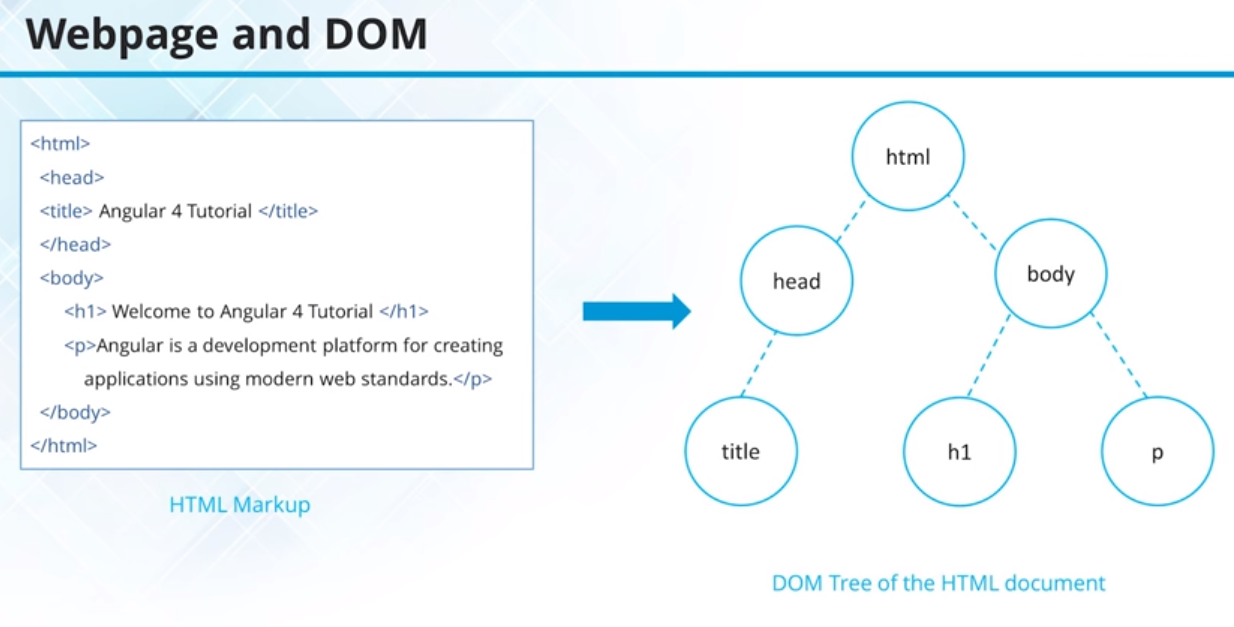 Webpage and DOM
<html>
<head>
<title> Angular 4 Tutorial </title>
</head>
<body>
<h1> Welcome to Angular 4 Tutorial </h1>
<p>Angular is a development platform for creating
applications using modern web standards.</p>
</body>
</html>
HTML Markup
html
head
body
title
h1
p
DOM Tree of the HTML document